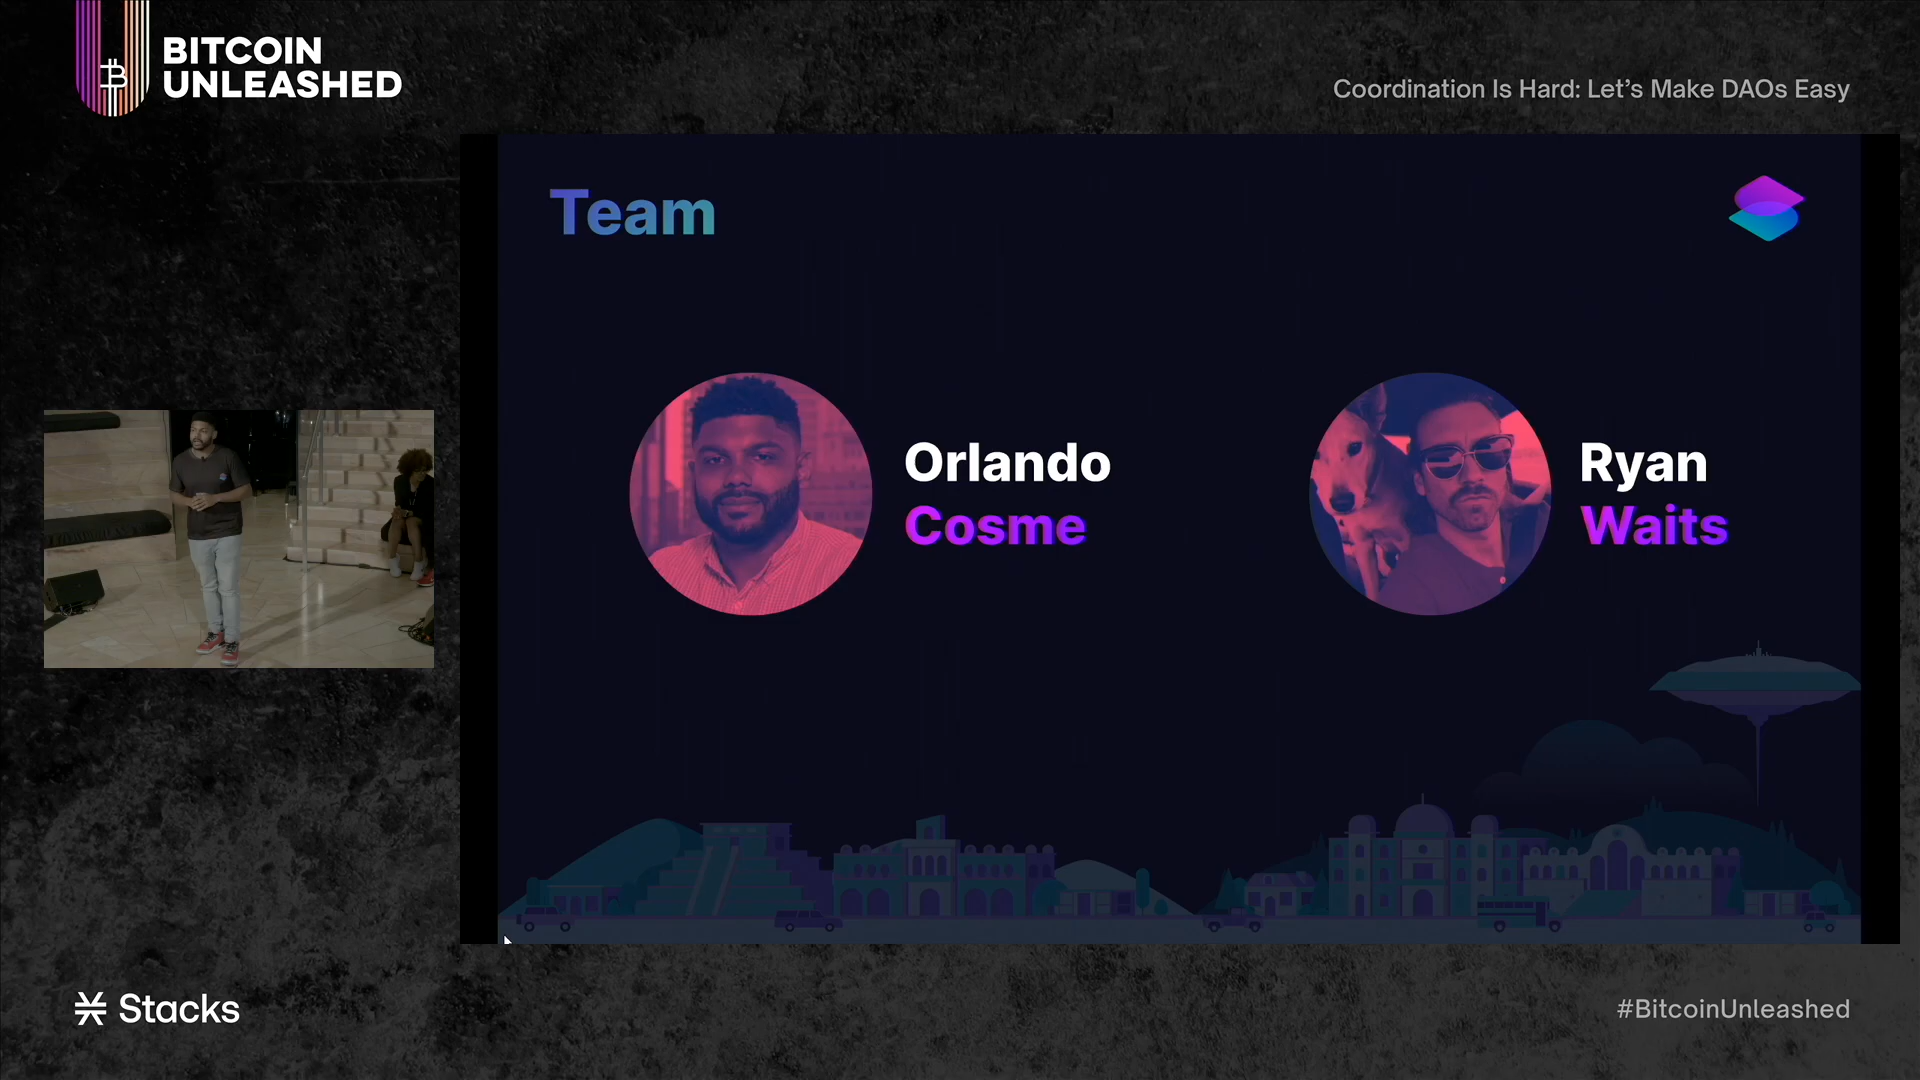 BITCOIN
UNLEASHED
Coordination Is Hard: Let’s Make DAOs Easy
Team
Orlando
Cosme
Ryan
Waits
Stacks
#BitcoinUnleashed